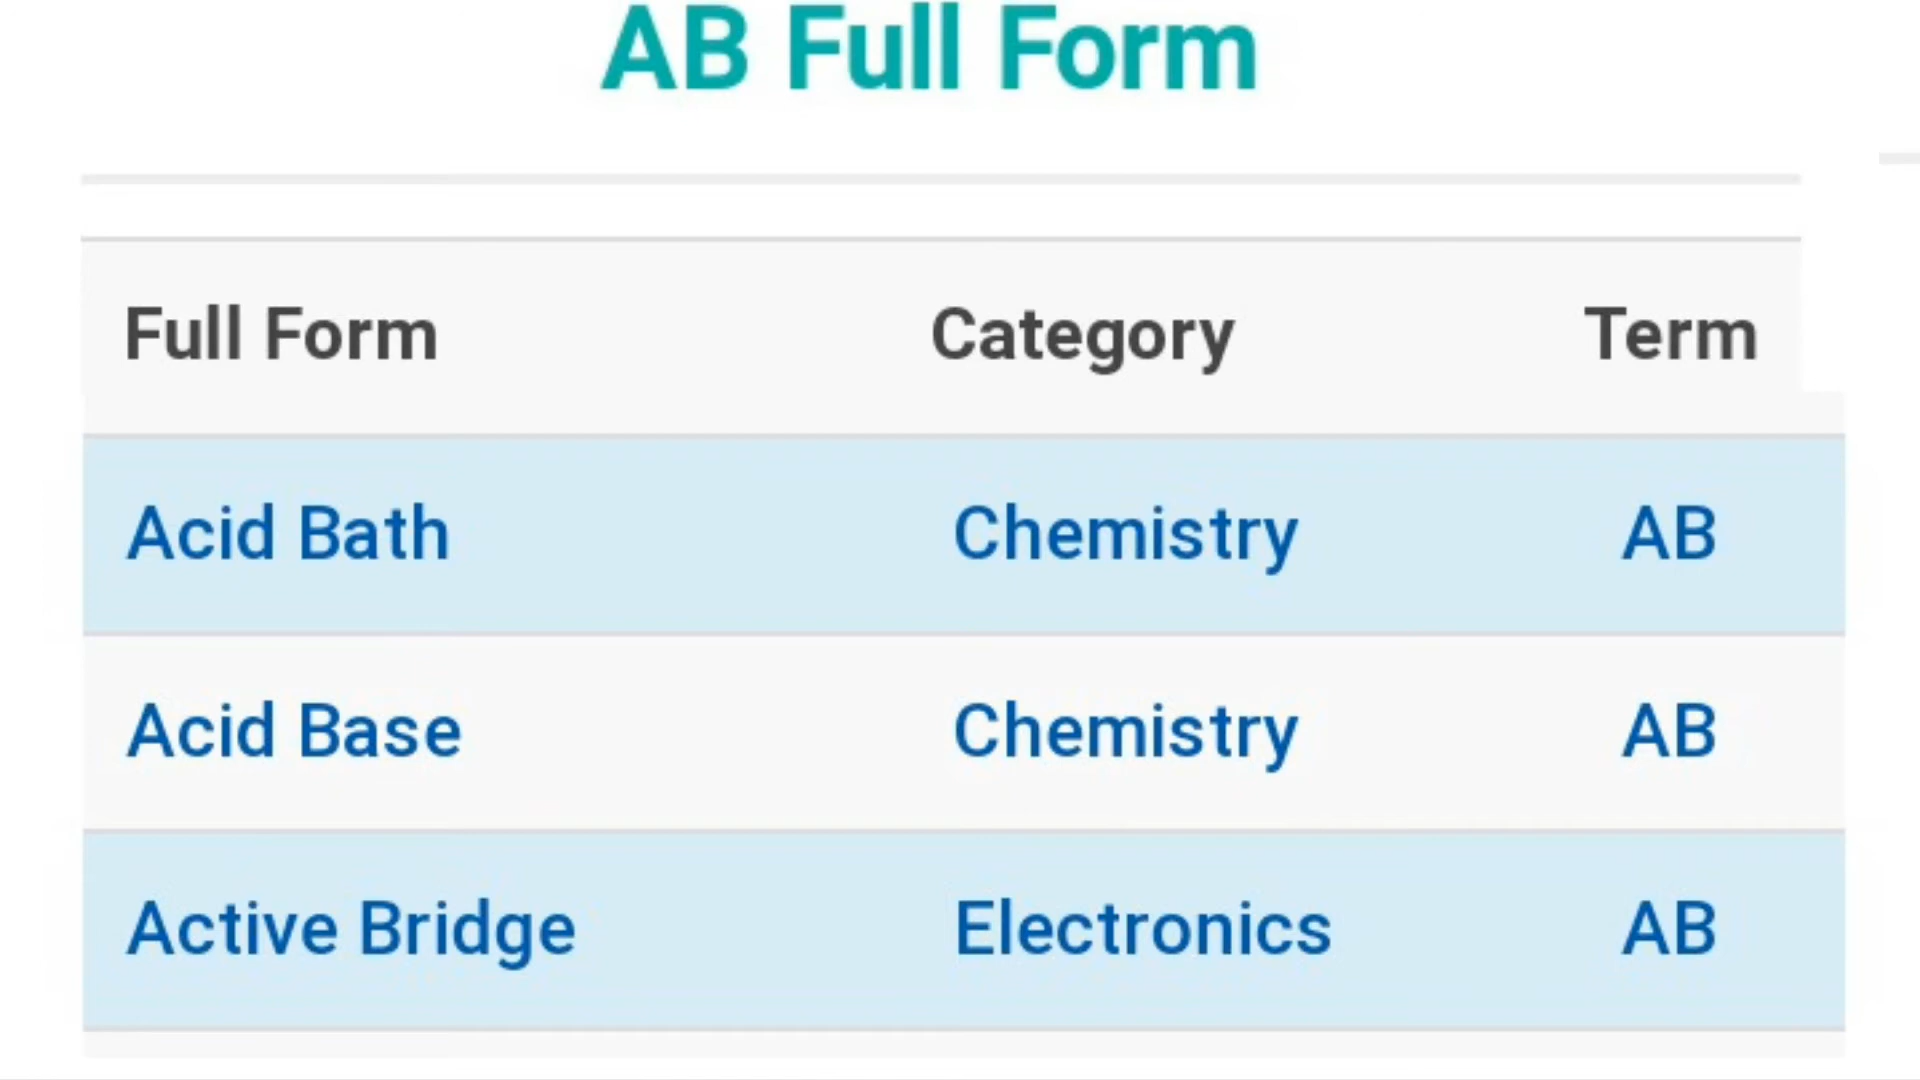 AB Full Form
Full Form Category Term
Acid Bath Chemistry AB
Acid Base Chemistry AB
Active Bridge Electronics AB